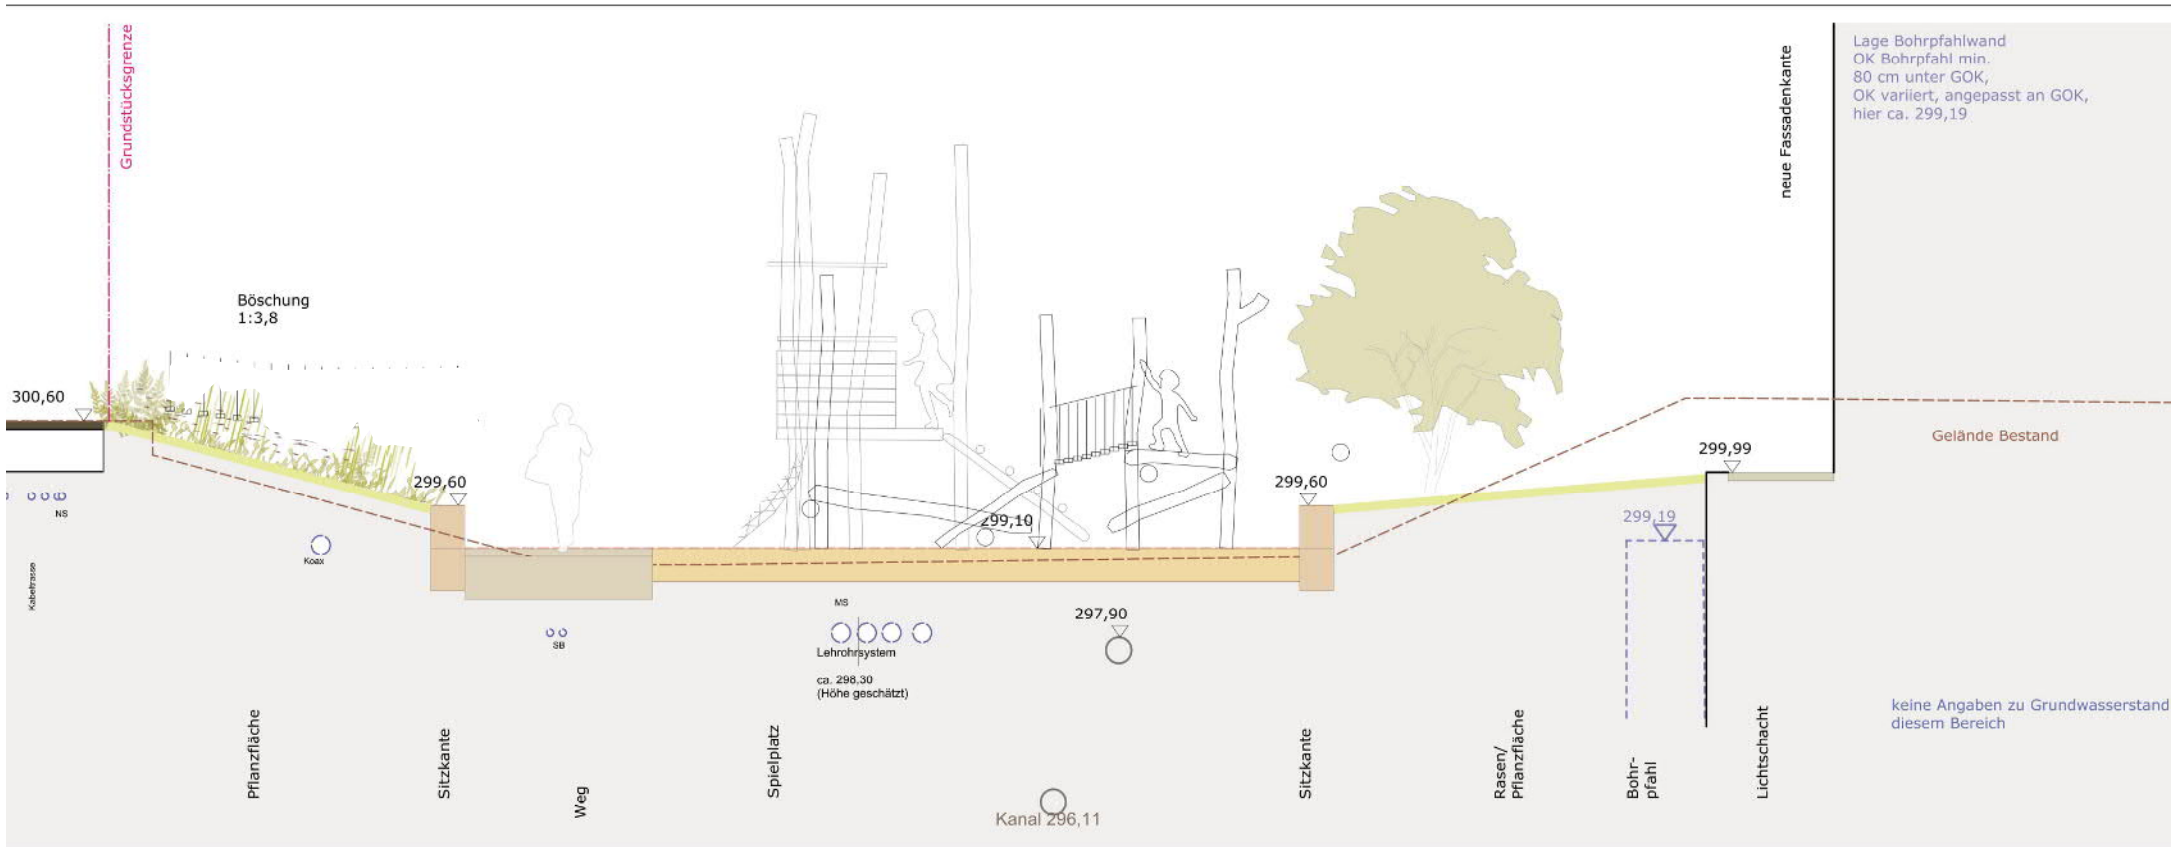 Grundstücksgrenze
neue Fassadenkante
Lage Bohrpfahlwand
OK Bohrpfahl min.
80 cm unter GOK,
OK variiert, angepasst an GOK,
hier ca. 299,19
Böschung
1:3,8
300,60
Gelände Bestand
299,99
299,60
299,60
299,10
299,19
NS
Koax
Kabeltrasse
MS
297,90
SB
Lehrohrsystem
ca. 298,30
(Höhe geschätzt)
keine Angaben zu Grundwasserstand
diesem Bereich
Pflanzfläche
Sitzkante
Weg
Spielplatz
Sitzkante
Rasen/
Pflanzfläche
Bohr-
pfahl
Lichtschacht
Kanal 296,11